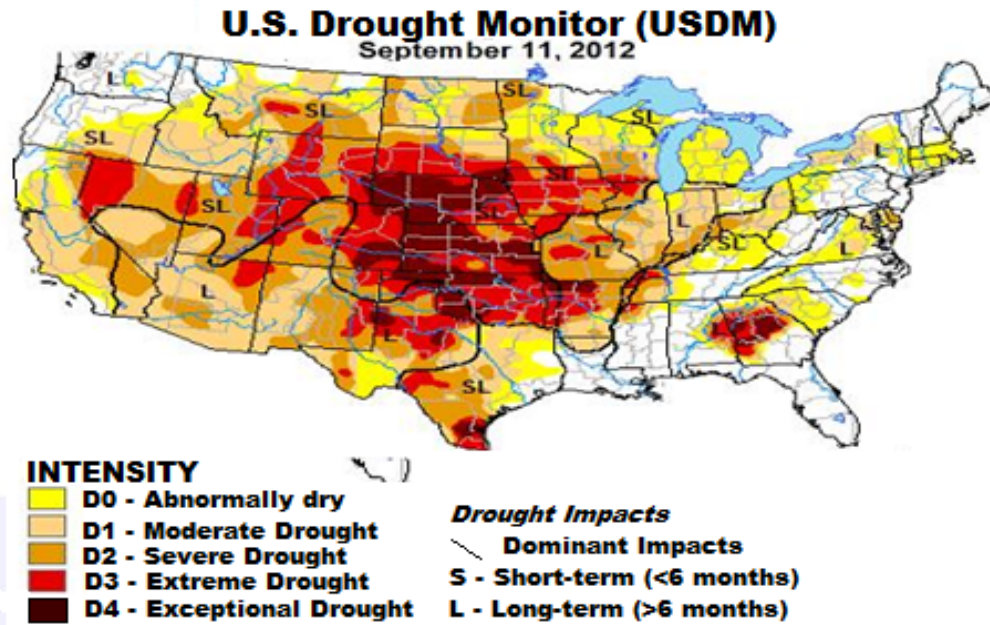 U.S. Drought Monitor (USDM)
September 11, 2012
L
SL
SL
SL
SL
SL
SL
SL
L
L
SL
L
L
L
L
SL
INTENSITY
D0 - Abnormally dry
D1 - Moderate Drought
D2 - Severe Drought
D3 - Extreme Drought
D4 - Exceptional Drought
Drought Impacts
Dominant Impacts
S - Short-term (<6 months)
L - Long-term (>6 months)